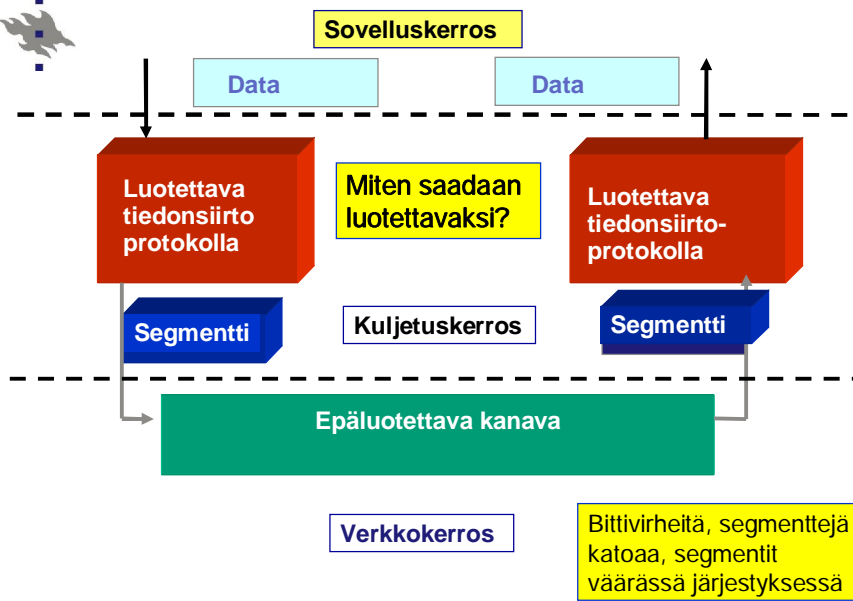 Sovelluskerros
Data
Data
Luotettava
tiedonsiirto
protokolla
Miten saadaan
luotettavaksi?
Luotettava
tiedonsiirto-
protokolla
Segmentti
Kuljetuskerros
Segmentti
Epäluotettava kanava
Verkkokerros
Bittivirheitä, segmenttejä
katoaa, segmentit
väärässä järjestyksessä